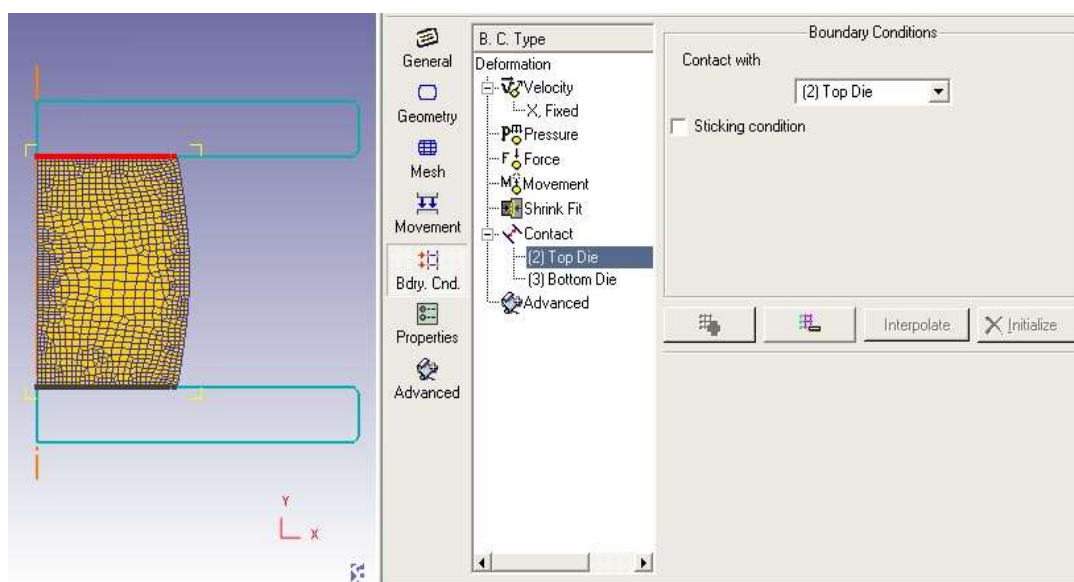 General
Geometry
Mesh
Movement
Bdry. Cnd.
Properties
Advanced
B. C. Type
Deformation
Velocity
X, Fixed
Pressure
Force
Movement
Shrink Fit
Contact
(2) Top Die
(3) Bottom Die
Advanced
Boundary Conditions
Contact with
(2) Top Die
Sticking condition
Interpolate
Initialize
Y
X